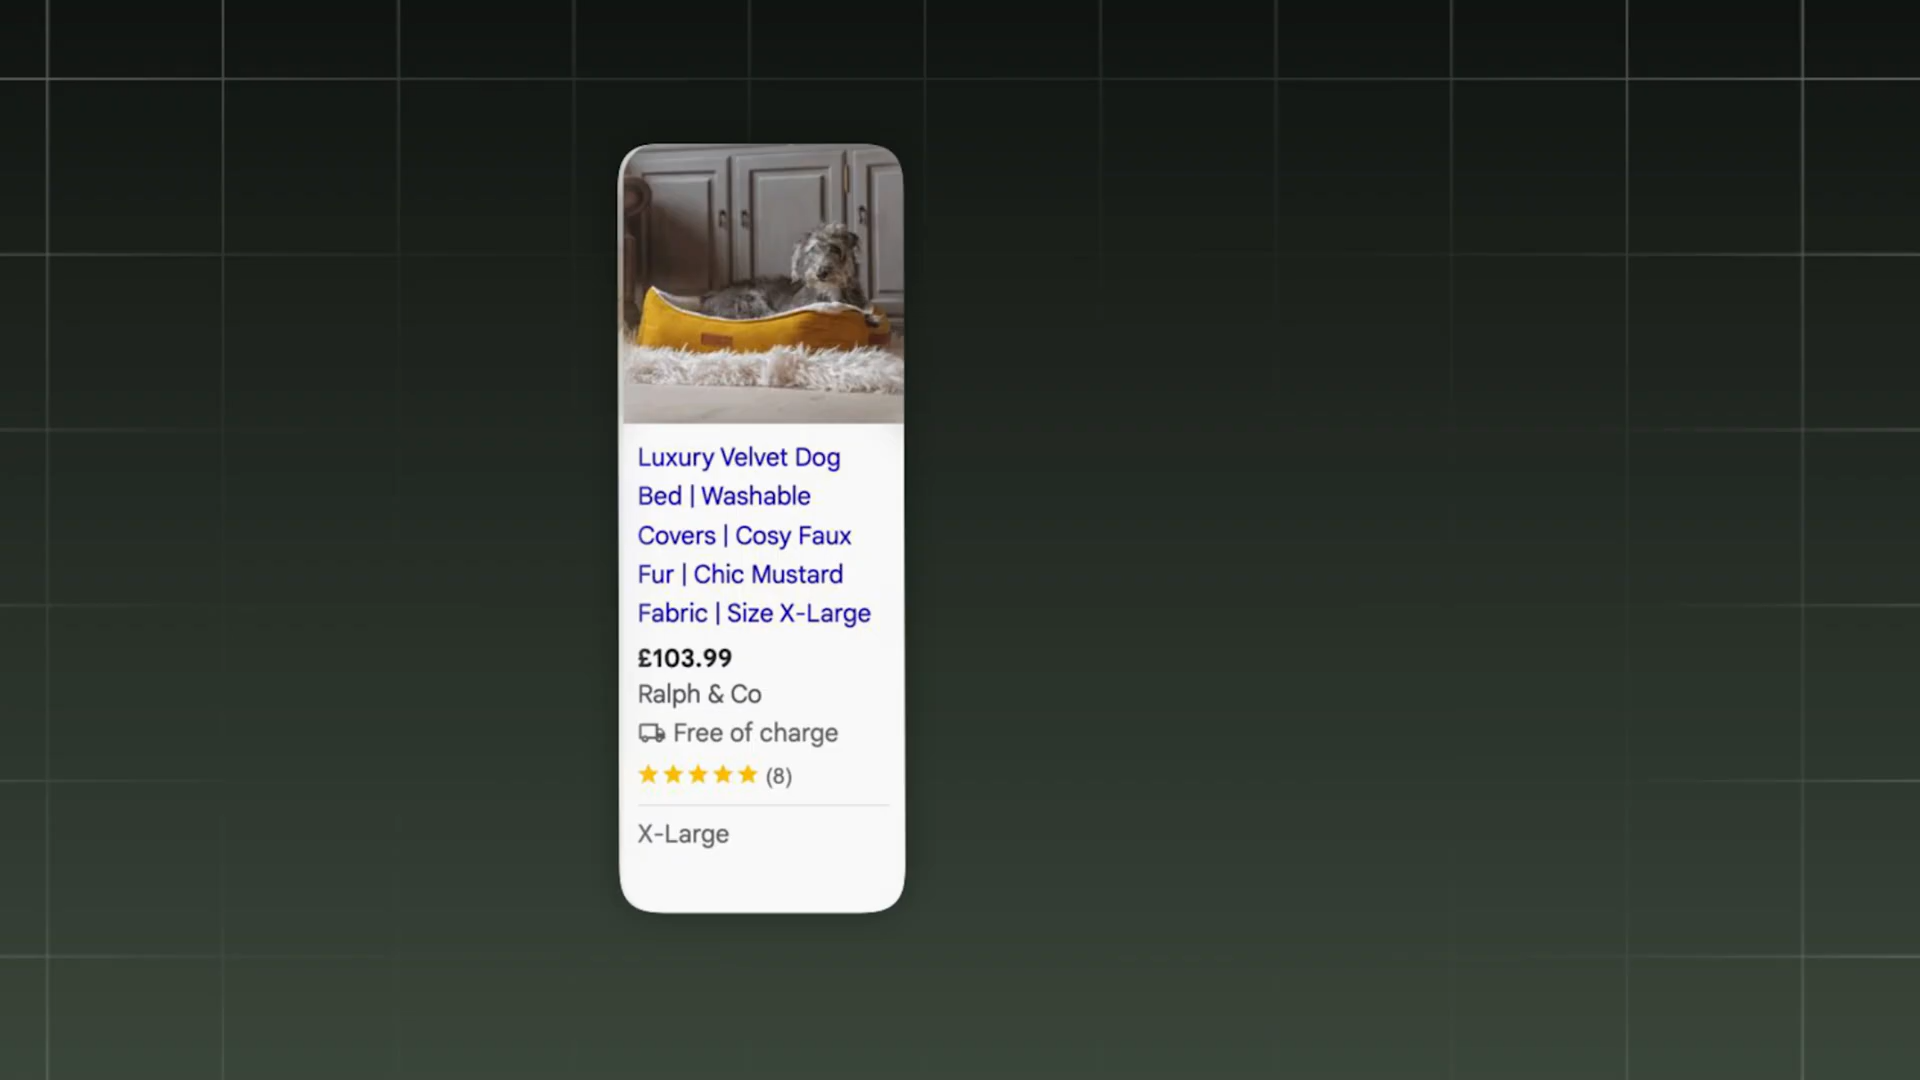 Luxury Velvet Dog
Bed | Washable
Covers | Cosy Faux
Fur | Chic Mustard
Fabric | Size X-Large
£103.99
Ralph & Co
Free of charge
(8)
X-Large